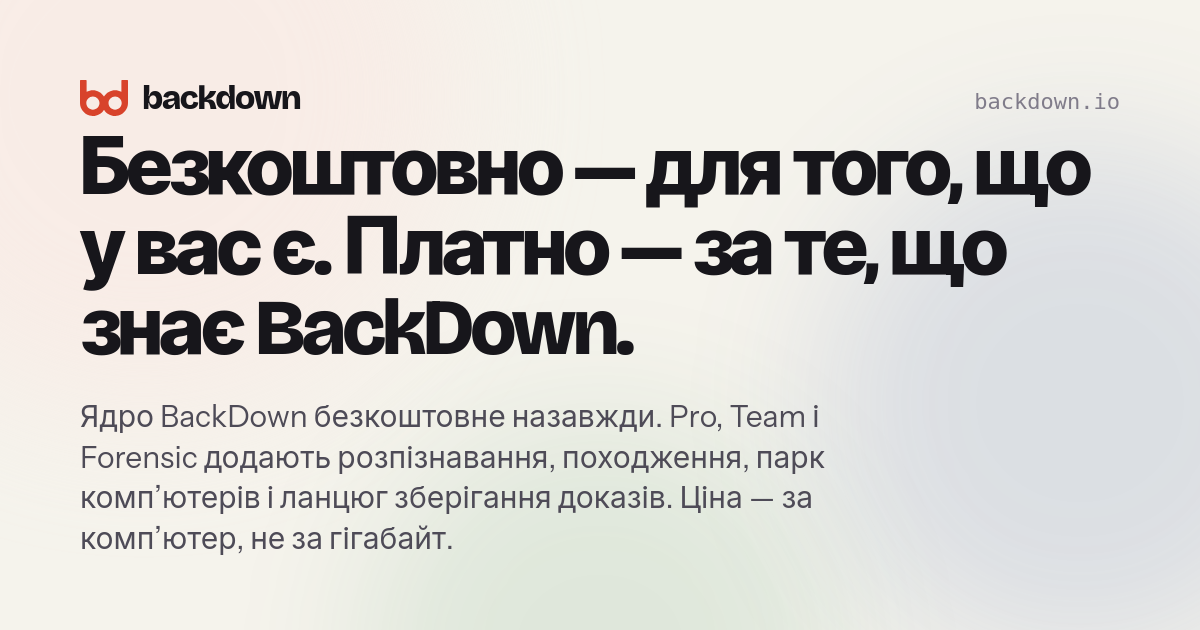 backdown
backdown.io
Безкоштовно — для того, що
у вас є. Платно — за те, що
знає BackDown.
Ядро BackDown безкоштовне назавжди. Pro, Team і
Forensic додають розпізнавання, походження, парк
комп’ютерів і ланцюг зберігання доказів. Ціна — за
комп’ютер, не за гігабайт.